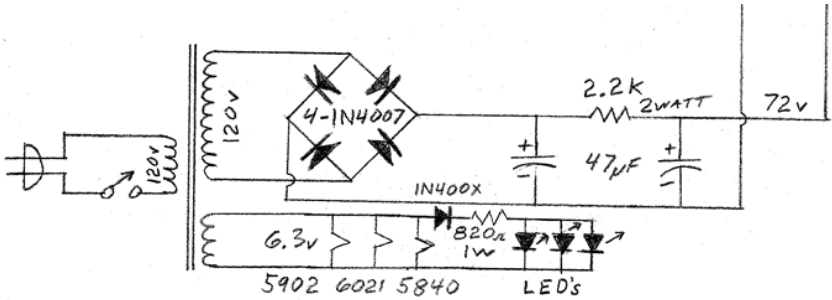 120v
120v
4-1N4007
2.2K
2WATT
72v
+
-
47µF
+
-
1N400X
6.3v
820Ω
1W
5902 6021 5840
LED's